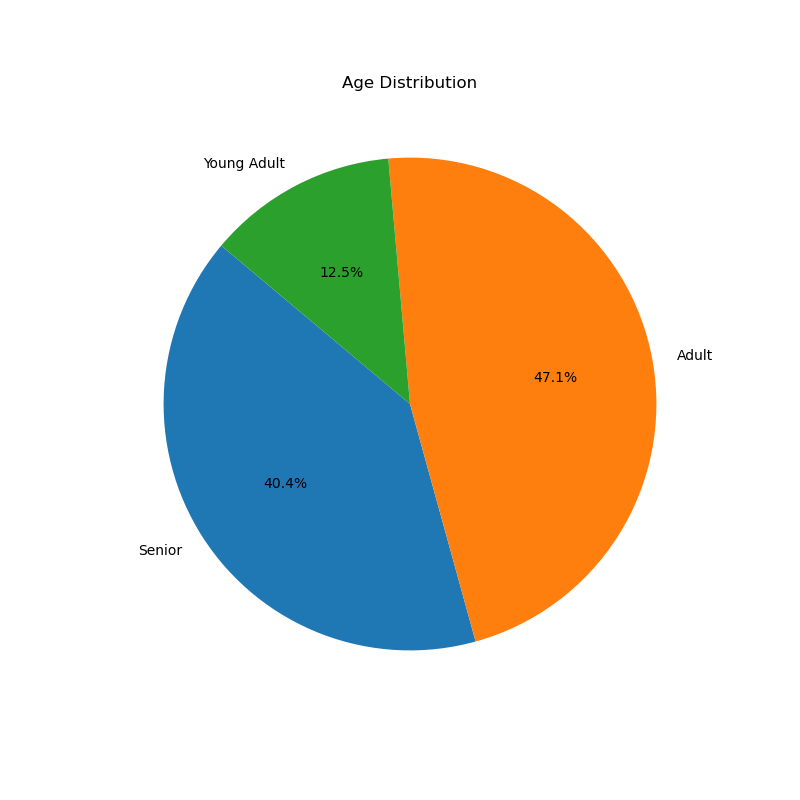 Age Distribution
Young Adult
12.5%
Adult
47.1%
40.4%
Senior